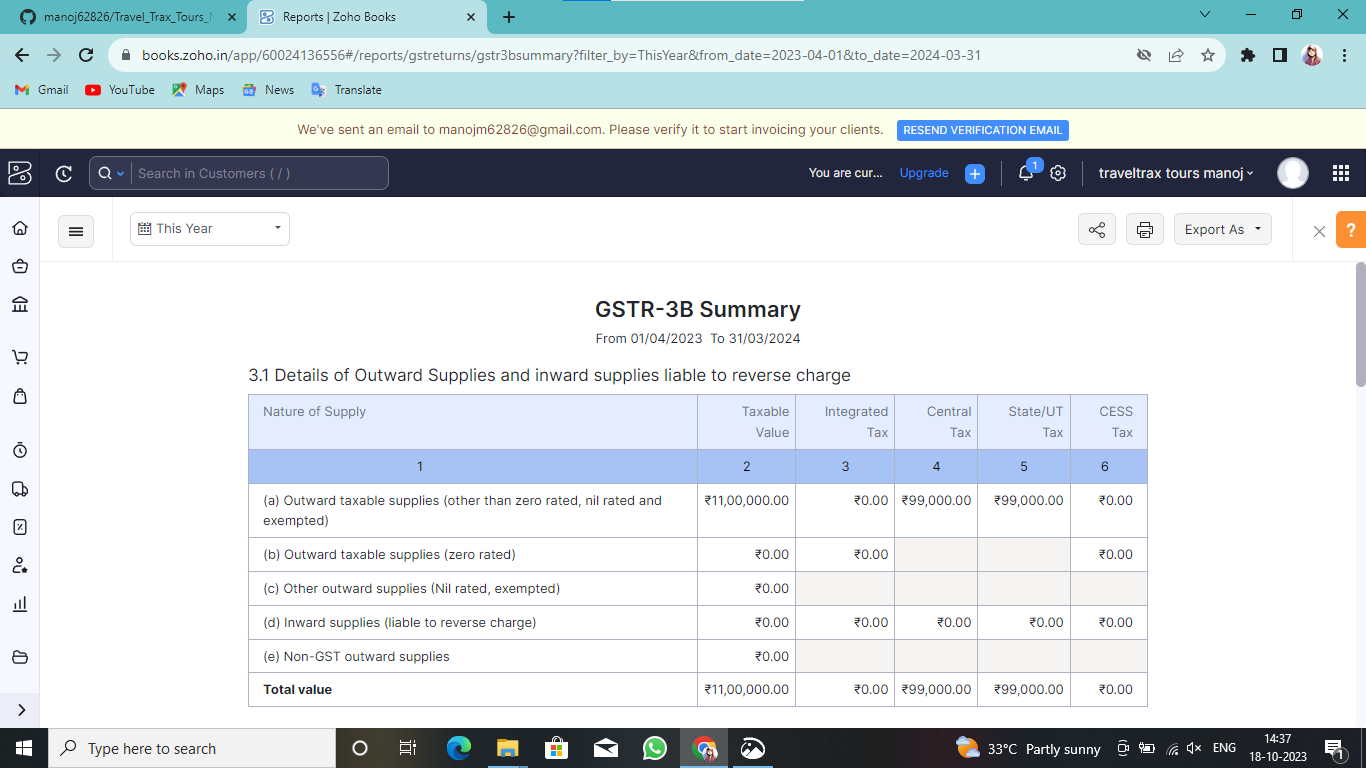 manoj62826/Travel_Trax_Tours_
Reports | Zoho Books
books.zoho.in/app/60024136556#/reports/gstreturns/gstr3bsummary?filter_by=ThisYear&from_date=2023-04-01&to_date=2024-03-31
Gmail YouTube Maps News Translate
We've sent an email to manojm62826@gmail.com. Please verify it to start invoicing your clients. RESEND VERIFICATION EMAIL
Search in Customers ( / ) You are cur... Upgrade 1 traveltrax tours manoj
This Year Export As ?
GSTR-3B Summary
From 01/04/2023 To 31/03/2024
3.1 Details of Outward Supplies and inward supplies liable to reverse charge
Nature of Supply Taxable Value Integrated Tax Central Tax State/UT Tax CESS Tax
1 2 3 4 5 6
(a) Outward taxable supplies (other than zero rated, nil rated and exempted) ₹11,00,000.00 ₹0.00 ₹99,000.00 ₹99,000.00 ₹0.00
(b) Outward taxable supplies (zero rated) ₹0.00 ₹0.00 ₹0.00
(c) Other outward supplies (Nil rated, exempted) ₹0.00
(d) Inward supplies (liable to reverse charge) ₹0.00 ₹0.00 ₹0.00 ₹0.00 ₹0.00
(e) Non-GST outward supplies ₹0.00
Total value ₹11,00,000.00 ₹0.00 ₹99,000.00 ₹99,000.00 ₹0.00
Type here to search 33°C Partly sunny ENG 14:37
18-10-2023 1